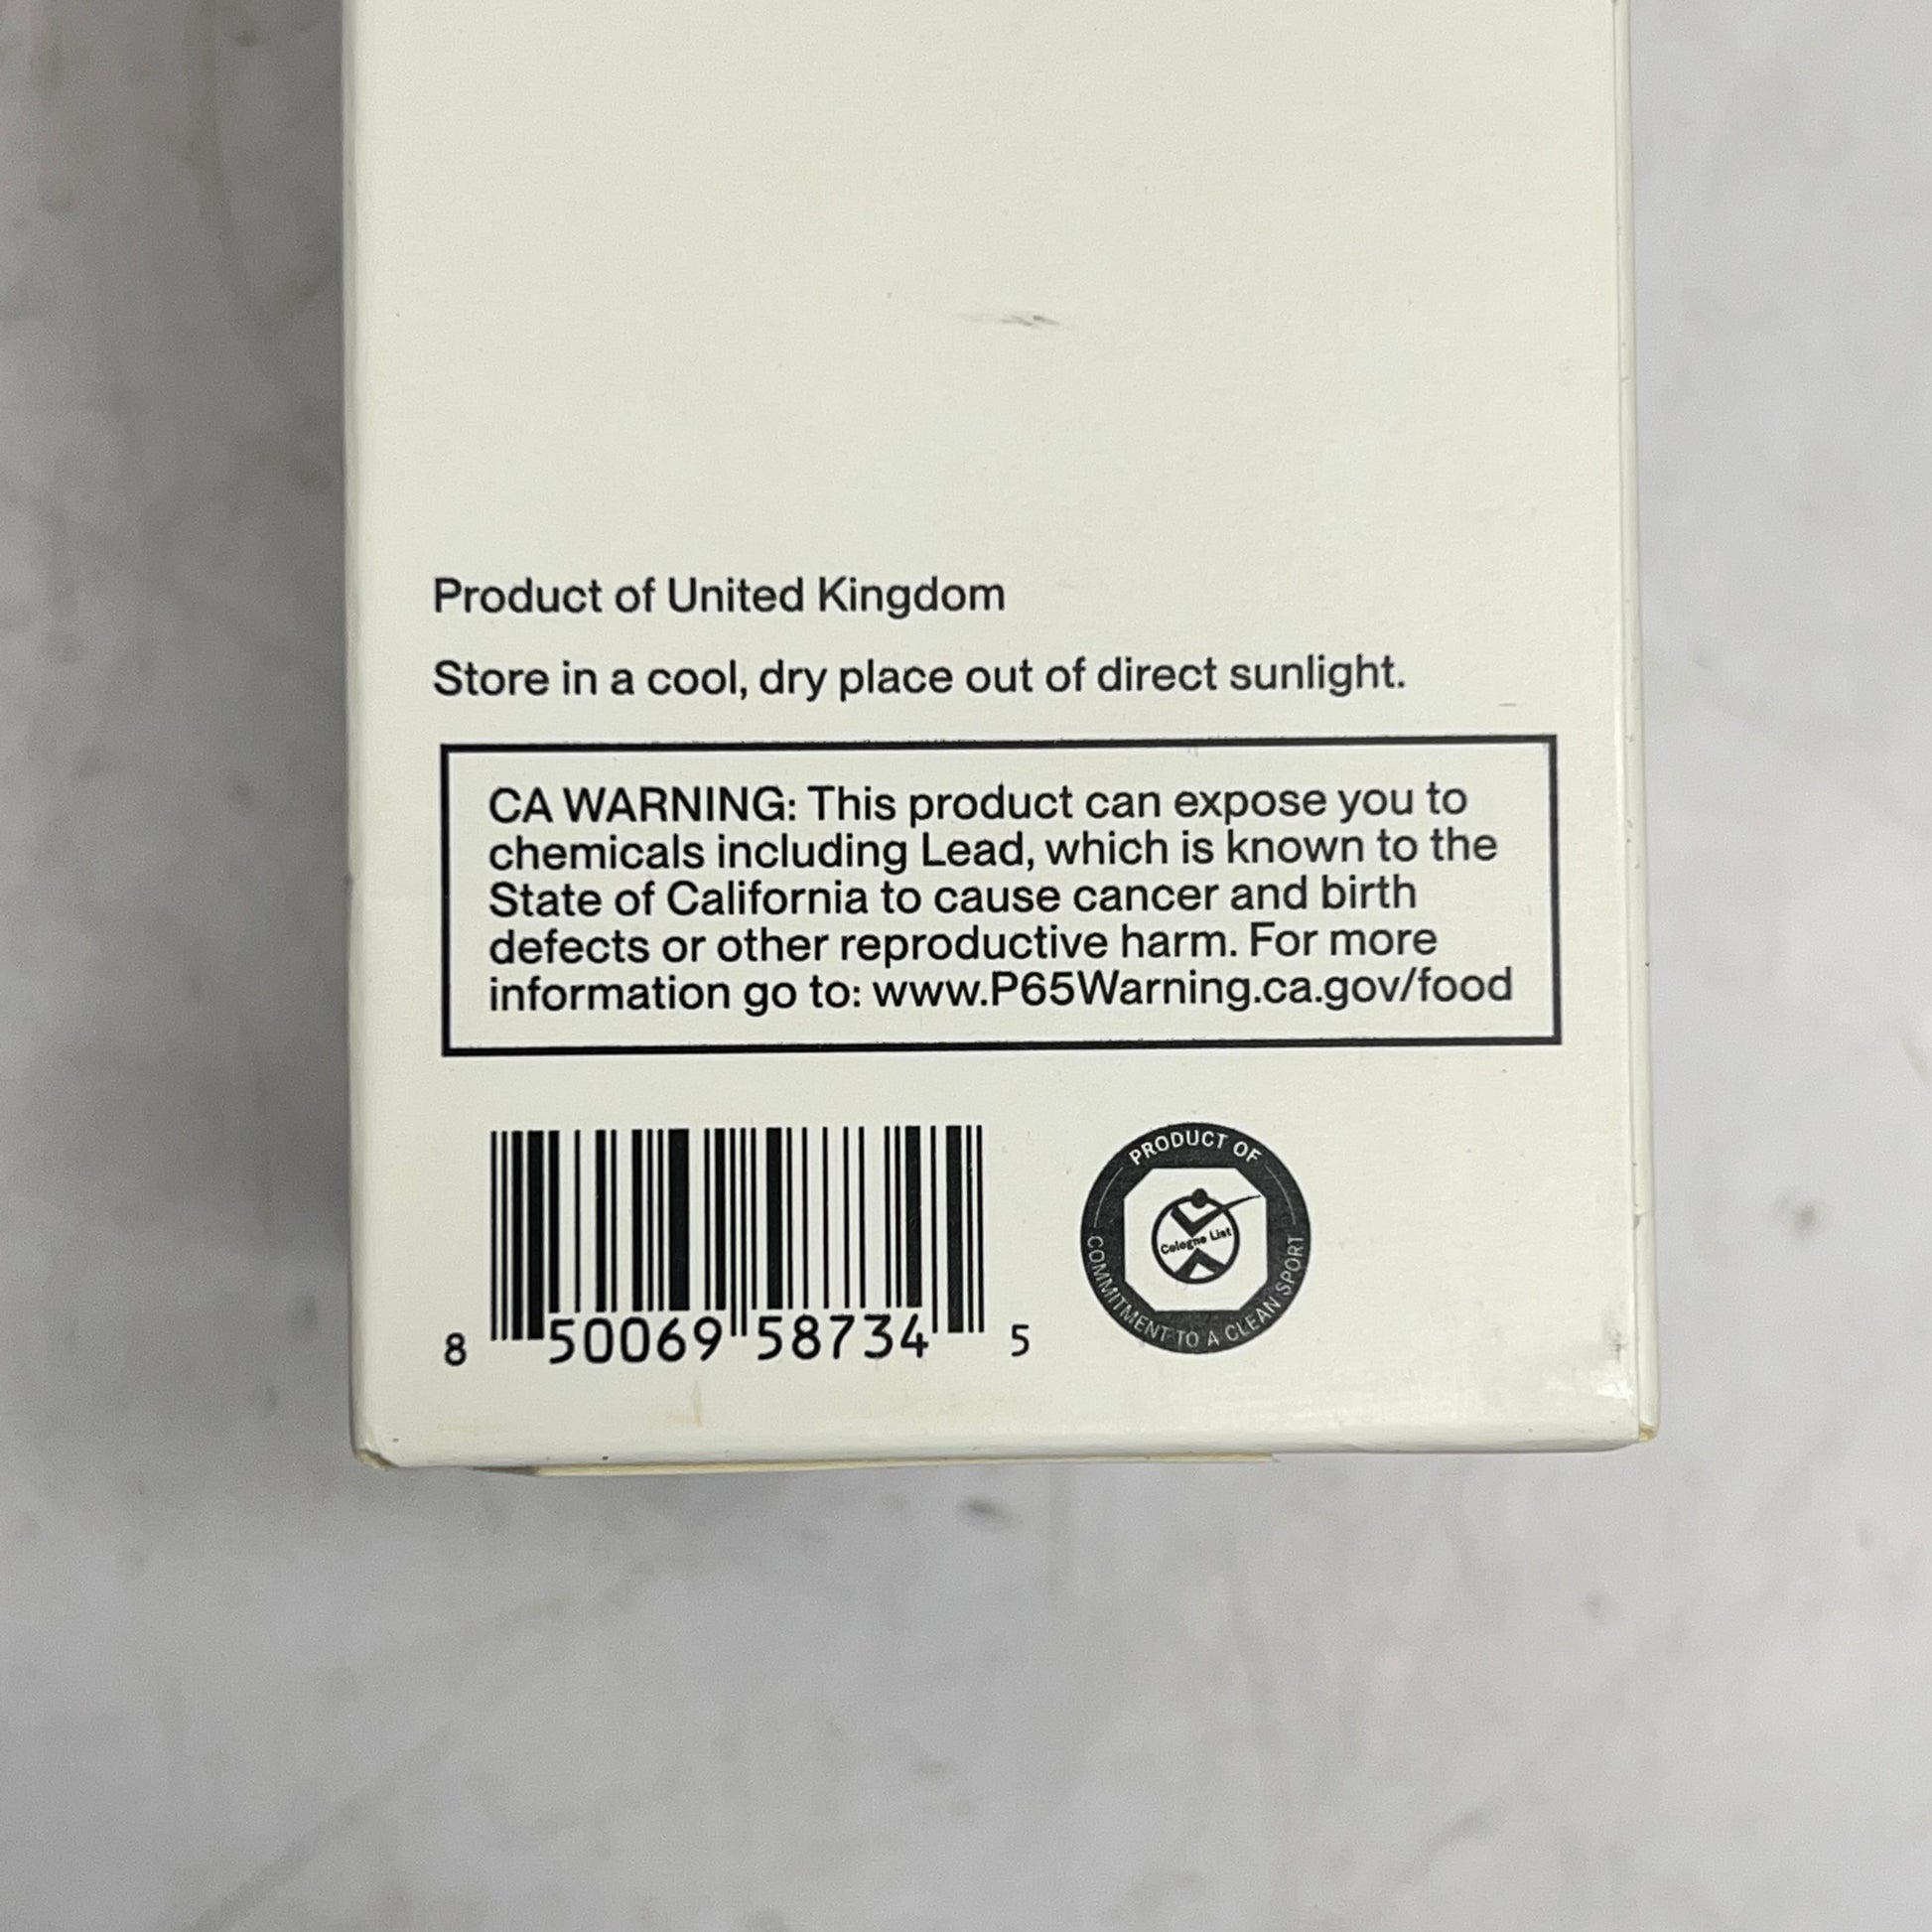 Product of United Kingdom
Store in a cool, dry place out of direct sunlight.
CA WARNING: This product can expose you to
chemicals including Lead, which is known to the
State of California to cause cancer and birth
defects or other reproductive harm. For more
information go to: www.P65Warning.ca.gov/food
8 50069 58734 5
PRODUCT OF
Cologne List
COMMITMENT TO A CLEAN SPORT